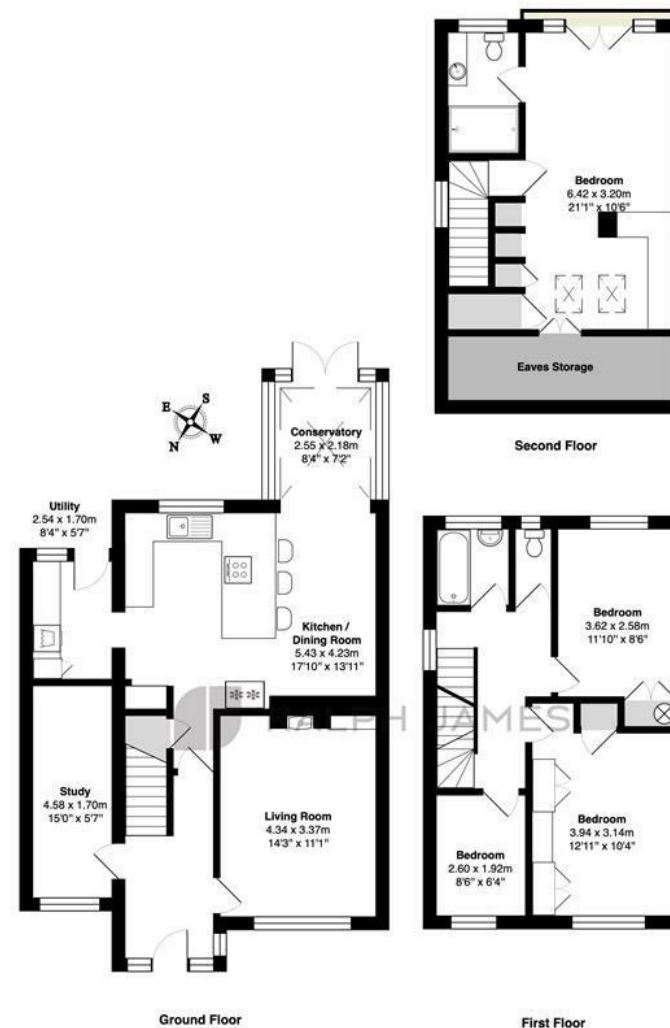 Bedroom
6.42 x 3.20m
21'1" x 10'6"
Eaves Storage
Second Floor
E
S
N
W
Conservatory
2.55 x 2.18m
8'4" x 7'2"
Utility
2.54 x 1.70m
8'4" x 5'7"
Kitchen /
Dining Room
5.43 x 4.23m
17'10" x 13'11"
Study
4.58 x 1.70m
15'0" x 5'7"
Living Room
4.34 x 3.37m
14'3" x 11'1"
Ground Floor
Bedroom
3.62 x 2.58m
11'10" x 8'6"
RALPH JAMES
Bedroom
3.94 x 3.14m
12'11" x 10'4"
Bedroom
2.60 x 1.92m
8'6" x 6'4"
First Floor